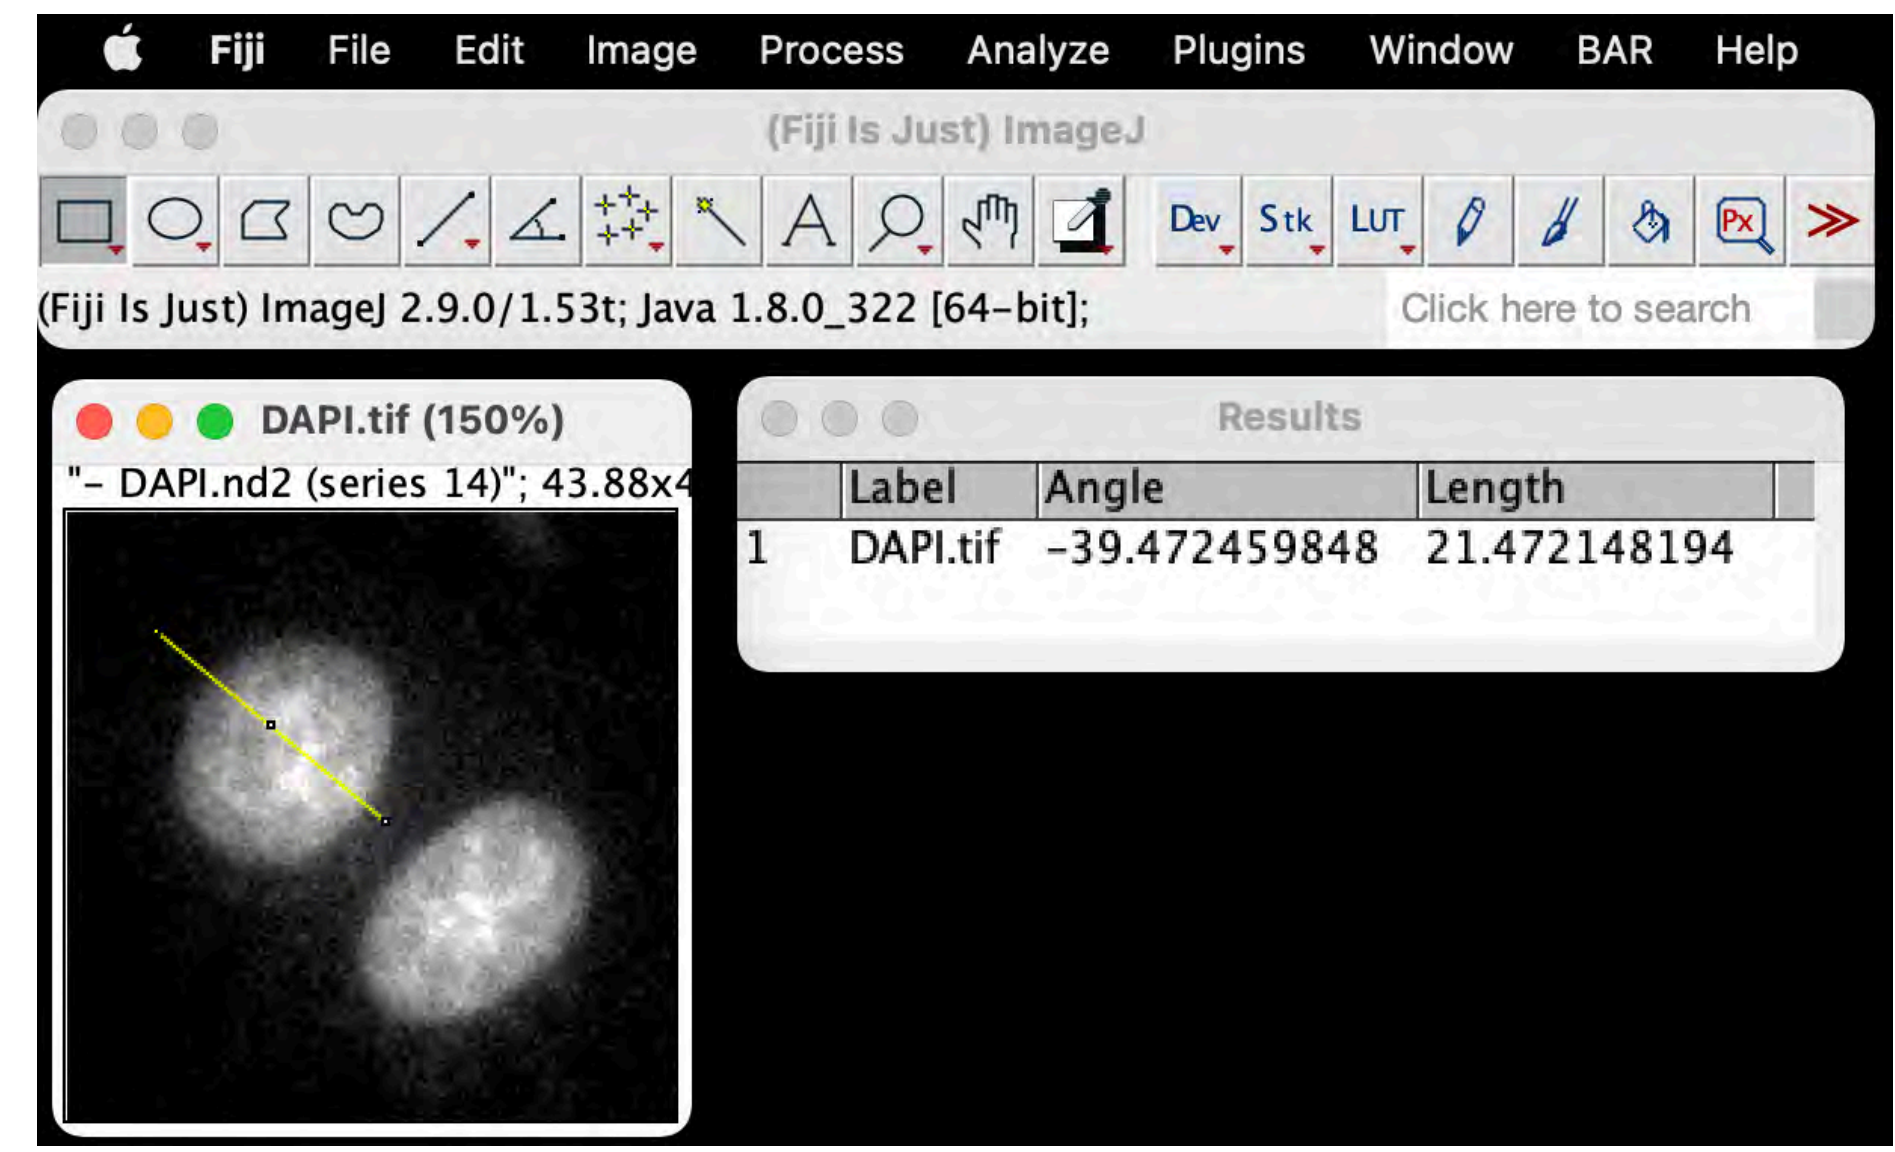 Fiji File Edit Image Process Analyze Plugins Window BAR Help
(Fiji Is Just) ImageJ
A Dev Stk LUT Px
(Fiji Is Just) ImageJ 2.9.0/1.53t; Java 1.8.0_322 [64-bit];
Click here to search
DAPI.tif (150%)
"- DAPI.nd2 (series 14)"; 43.88x4
Results
Label Angle Length
1 DAPI.tif -39.472459848 21.472148194